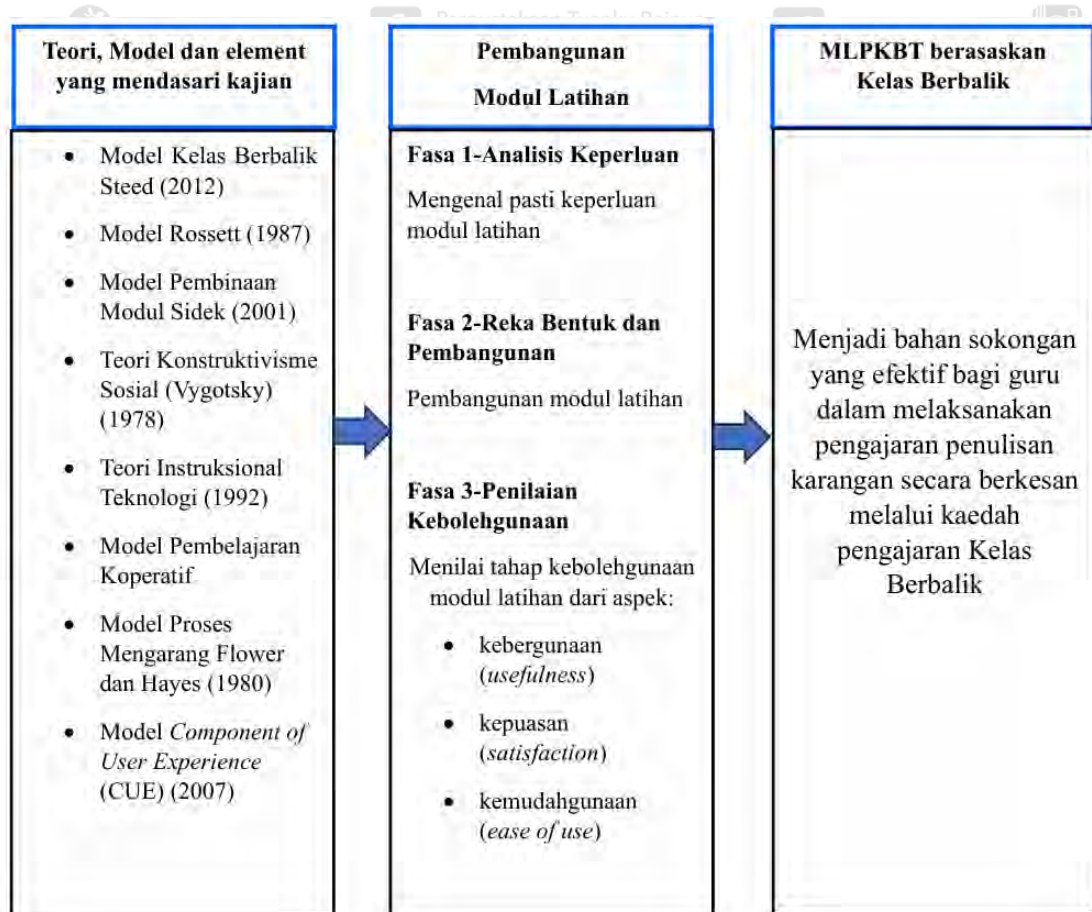 Teori, Model dan element
yang mendasari kajian
• Model Kelas Berbalik
Steed (2012)
• Model Rossett (1987)
• Model Pembinaan
Modul Sidek (2001)
• Teori Konstruktivisme
Sosial (Vygotsky)
(1978)
• Teori Instruksional
Teknologi (1992)
• Model Pembelajaran
Koperatif
• Model Proses
Mengarang Flower
dan Hayes (1980)
• Model Component of
User Experience
(CUE) (2007)
Pembangunan
Modul Latihan
Fasa 1-Analisis Keperluan
Mengenal pasti keperluan
modul latihan
Fasa 2-Reka Bentuk dan
Pembangunan
Pembangunan modul latihan
Fasa 3-Penilaian
Kebolehgunaan
Menilai tahap kebolehgunaan
modul latihan dari aspek:
• kebergunaan
(usefulness)
• kepuasan
(satisfaction)
• kemudahgunaan
(ease of use)
MLPKBT berasaskan
Kelas Berbalik
Menjadi bahan sokongan
yang efektif bagi guru
dalam melaksanakan
pengajaran penulisan
karangan secara berkesan
melalui kaedah
pengajaran Kelas
Berbalik